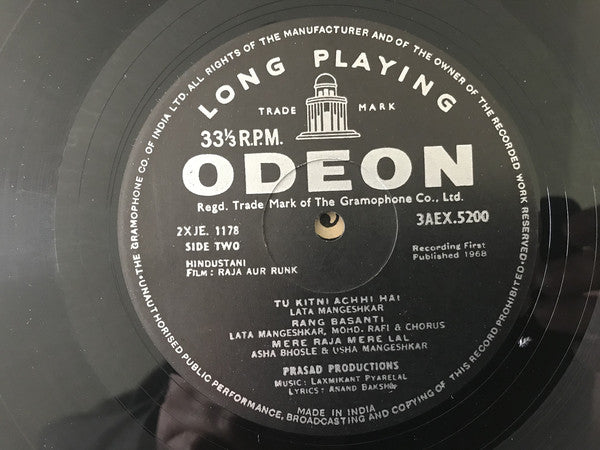 THE GRAMOPHONE CO. OF INDIA LTD. ALL RIGHTS OF THE MANUFACTURER AND OF THE OWNER OF THE RECORDED WORK RESERVED
UNAUTHORISED PUBLIC PERFORMANCE, BROADCASTING AND COPYING OF THIS RECORD PROHIBITED.
LONG PLAYING
TRADE MARK
33⅓ R.P.M.
ODEON
Regd. Trade Mark of The Gramophone Co., Ltd.
2XJE. 1178
3AEX.5200
SIDE TWO
Recording First
Published 1968
HINDUSTANI
FILM : RAJA AUR RUNK
TU KITNI ACHHI HAI
LATA MANGESHKAR
RANG BASANTI
LATA MANGESHKAR, MOHD. RAFI & CHORUS
MERE RAJA MERE LAL
ASHA BHOSLE & USHA MANGESHKAR
PRASAD PRODUCTIONS
MUSIC: LAXMIKANT PYARELAL
LYRICS: ANAND BAKSHI
MADE IN INDIA